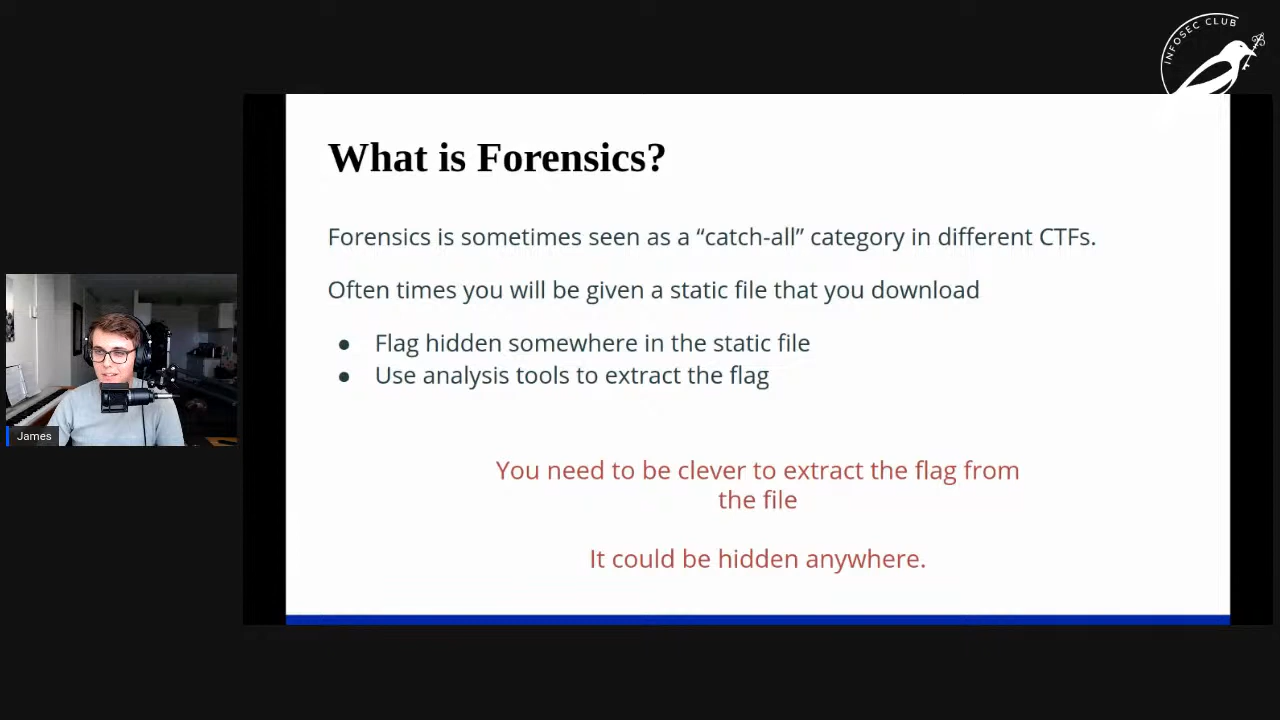 INFOSEC CLUB
What is Forensics?
Forensics is sometimes seen as a “catch-all” category in different CTFs.
Often times you will be given a static file that you download
● Flag hidden somewhere in the static file
● Use analysis tools to extract the flag
You need to be clever to extract the flag from
the file
It could be hidden anywhere.
James